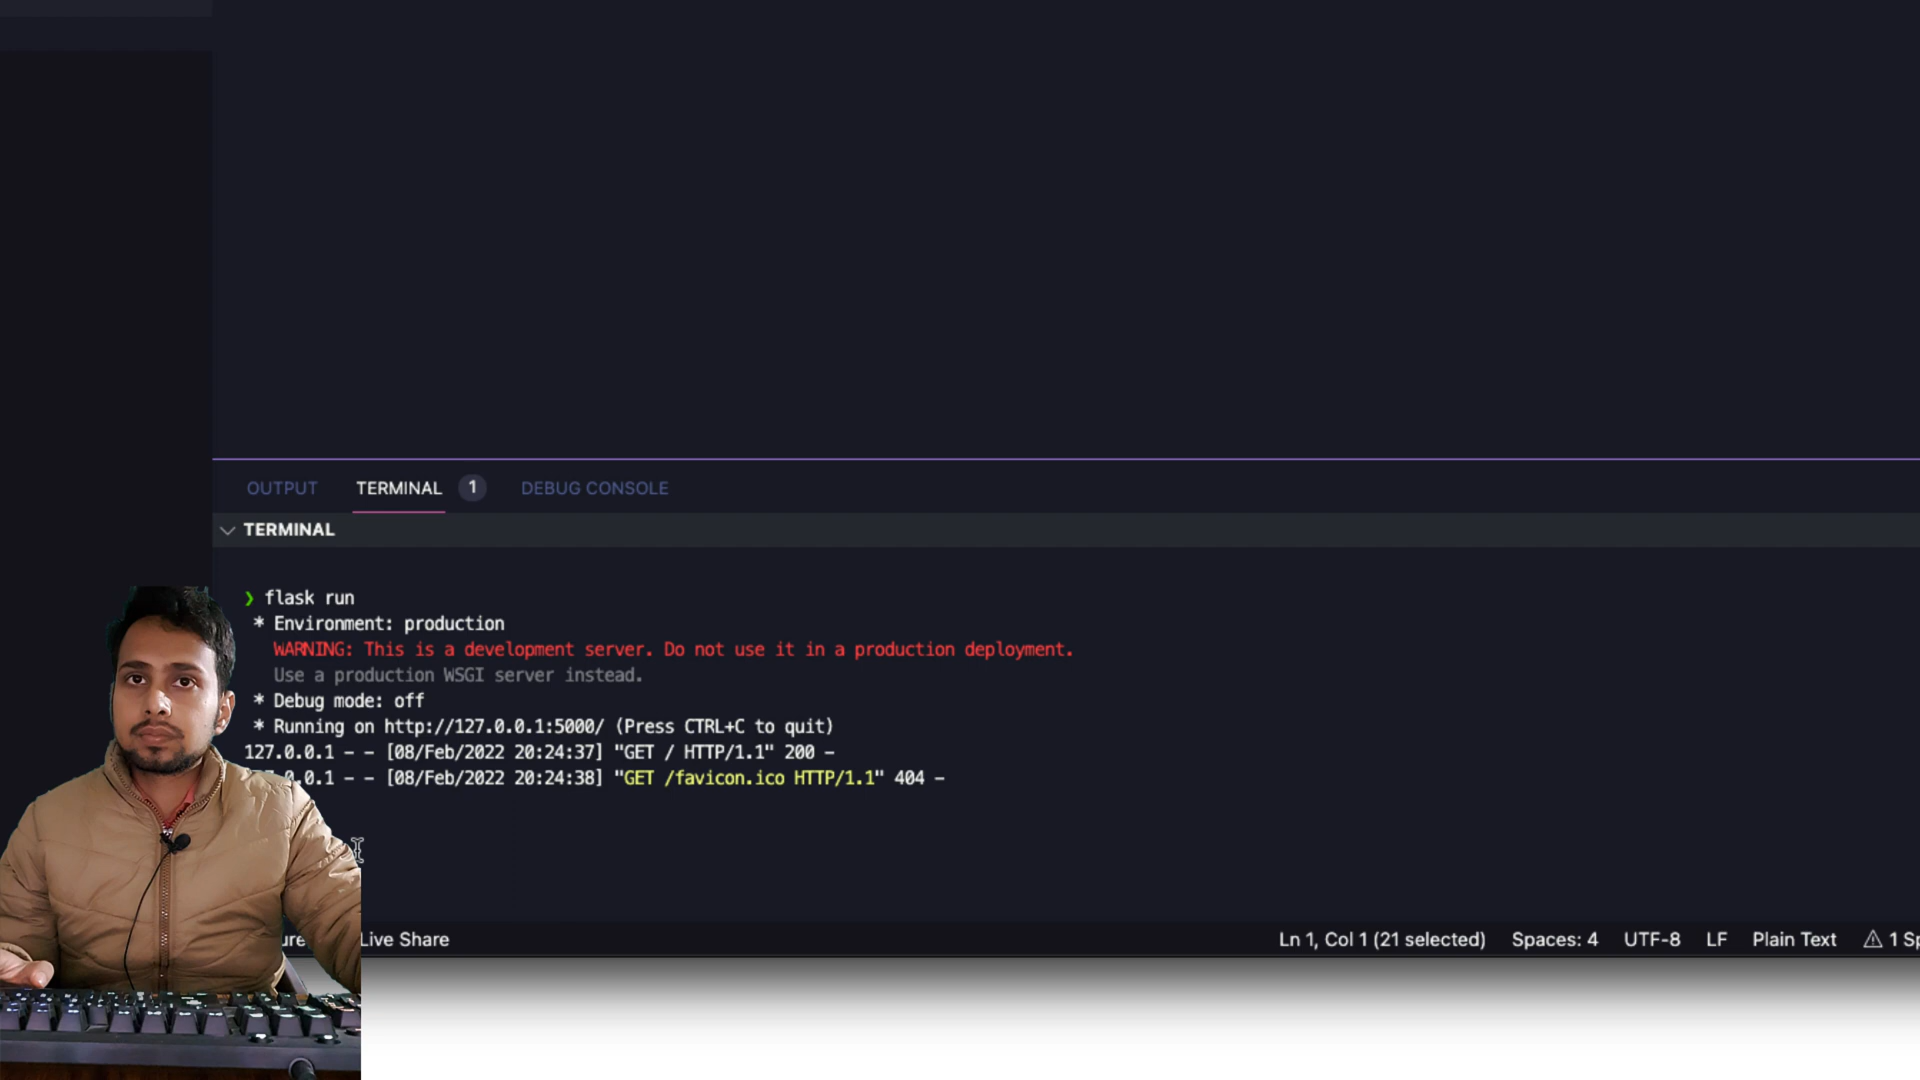 OUTPUT TERMINAL 1 DEBUG CONSOLE
TERMINAL
❯ flask run
* Environment: production
WARNING: This is a development server. Do not use it in a production deployment.
Use a production WSGI server instead.
* Debug mode: off
* Running on http://127.0.0.1:5000/ (Press CTRL+C to quit)
127.0.0.1 - - [08/Feb/2022 20:24:37] "GET / HTTP/1.1" 200 -
.0.1 - - [08/Feb/2022 20:24:38] "GET /favicon.ico HTTP/1.1" 404 -
Live Share Ln 1, Col 1 (21 selected) Spaces: 4 UTF-8 LF Plain Text 1